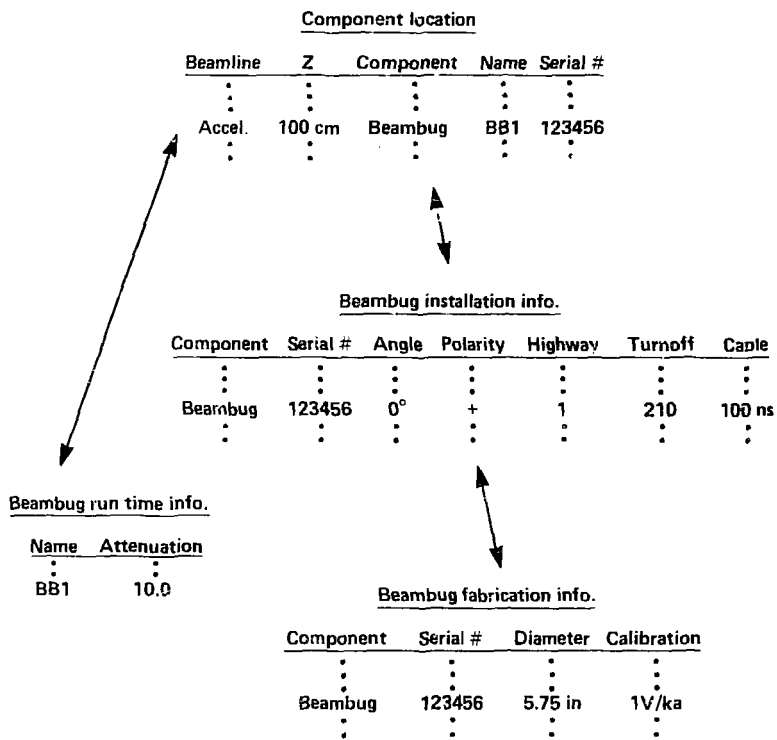 Component location
Beamline Z Component Name Serial #
Accel. 100 cm Beambug BB1 123456
Beambug installation info.
Component Serial # Angle Polarity Highway Turnoff Cable
Beambug 123456 0° + 1 210 100 ns
Beambug run time info.
Name Attenuation
BB1 10.0
Beambug fabrication info.
Component Serial # Diameter Calibration
Beambug 123456 5.75 in 1V/ka